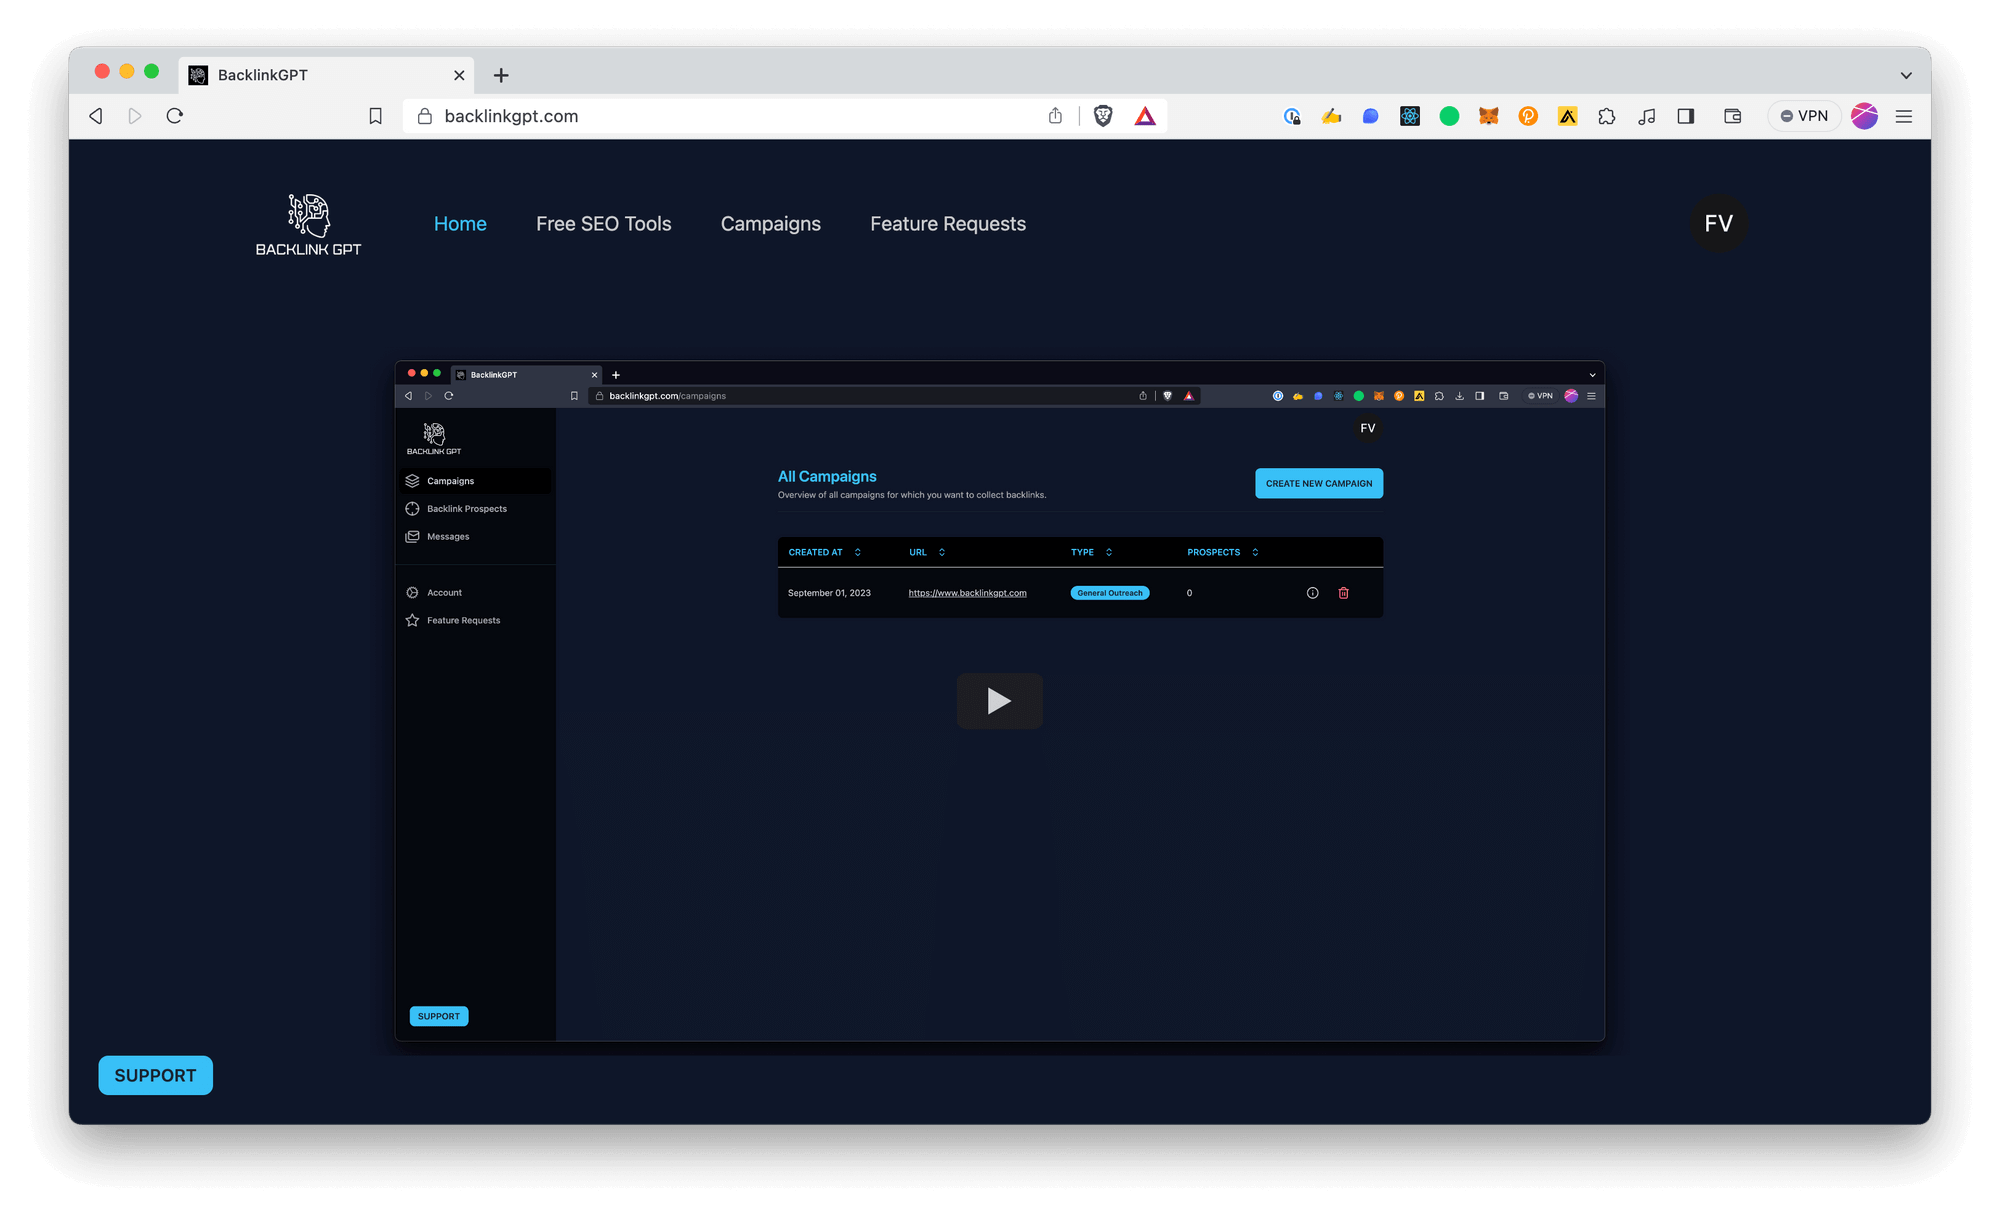 BacklinkGPT
backlinkgpt.com
VPN
BACKLINK GPT
Home
Free SEO Tools
Campaigns
Feature Requests
FV
BacklinkGPT
backlinkgpt.com/campaigns
VPN
BACKLINK GPT
FV
Campaigns
Backlink Prospects
Messages
Account
Feature Requests
All Campaigns
Overview of all campaigns for which you want to collect backlinks.
CREATE NEW CAMPAIGN
CREATED AT
URL
TYPE
PROSPECTS
September 01, 2023
https://www.backlinkgpt.com
General Outreach
0
SUPPORT
SUPPORT